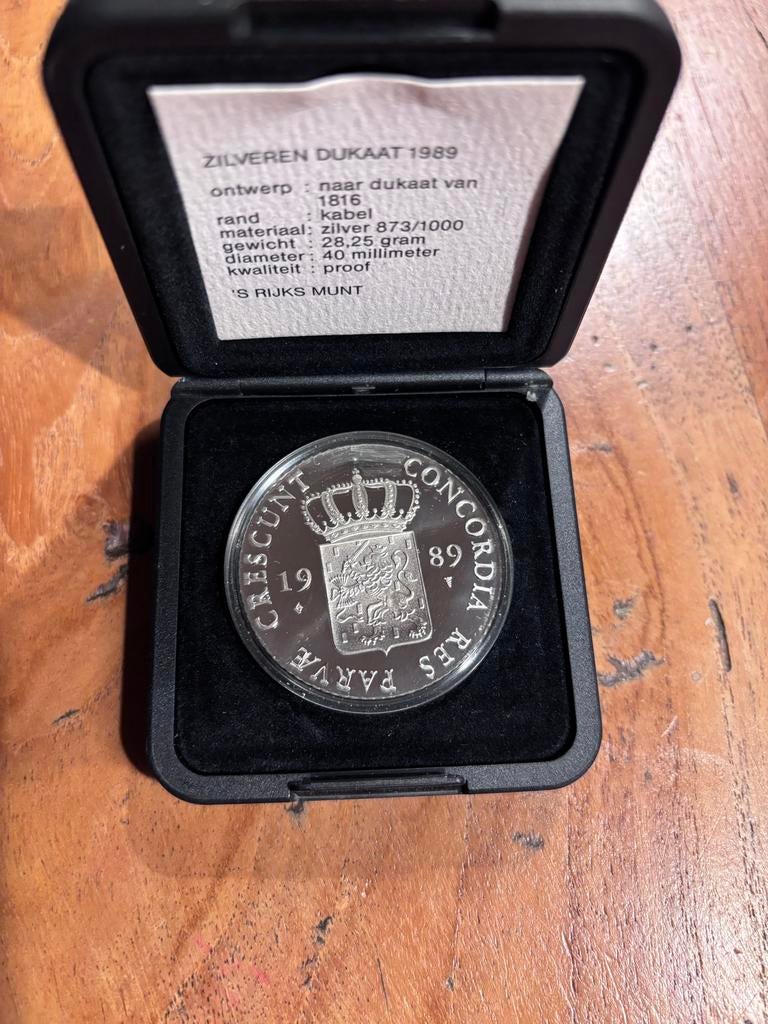 ZILVEREN DUKAAT 1989
ontwerp : naar dukaat van
1816
rand : kabel
materiaal: zilver 873/1000
gewicht : 28,25 gram
diameter : 40 millimeter
kwaliteit : proof
'S RIJKS MUNT
CONCORDIA RES PARVÆ CRESCUNT
19 89